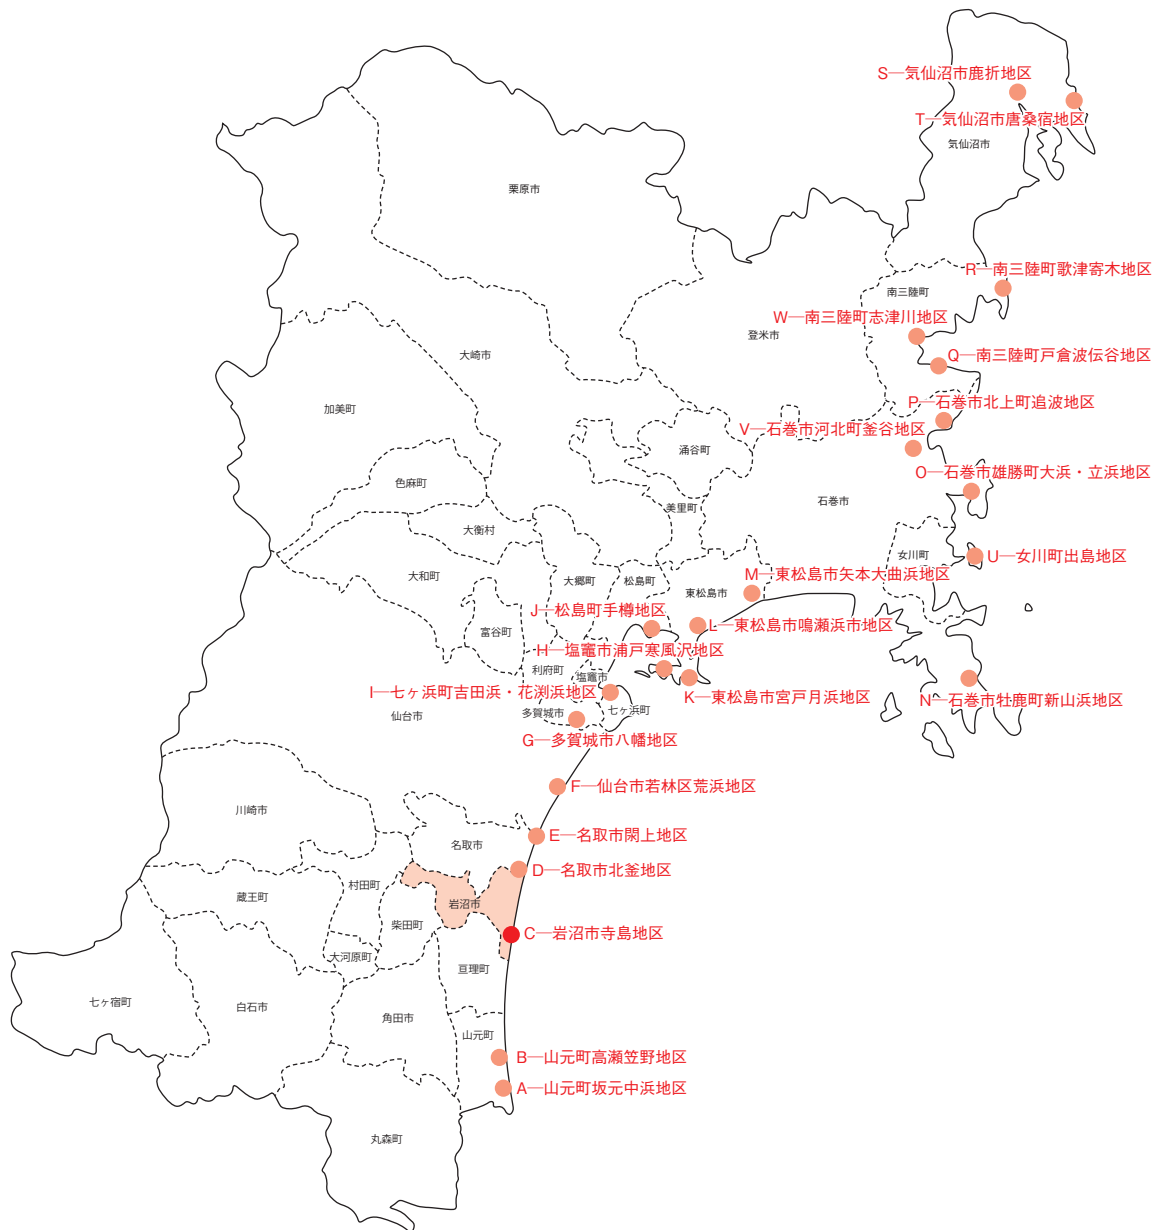 S―気仙沼市鹿折地区
T―気仙沼市唐桑宿地区
気仙沼市
栗原市
R―南三陸町歌津寄木地区
南三陸町
W―南三陸町志津川地区
登米市
Q―南三陸町戸倉波伝谷地区
大崎市
加美町
P―石巻市北上町追波地区
V―石巻市河北町釜谷地区
涌谷町
O―石巻市雄勝町大浜・立浜地区
色麻町
石巻市
美里町
大衡村
女川町
U―女川町出島地区
大和町
大郷町
松島町
M―東松島市矢本大曲浜地区
東松島市
J―松島町手樽地区
L―東松島市鳴瀬浜市地区
富谷町
H―塩竈市浦戸寒風沢地区
利府町
塩竈市
I―七ヶ浜町吉田浜・花渕浜地区
K―東松島市宮戸月浜地区
N―石巻市牡鹿町新山浜地区
仙台市
多賀城市
七ヶ浜町
G―多賀城市八幡地区
F―仙台市若林区荒浜地区
川崎市
E―名取市閖上地区
名取市
D―名取市北釜地区
村田町
蔵王町
岩沼市
柴田町
C―岩沼市寺島地区
大河原町
亘理町
七ヶ宿町
白石市
角田市
山元町
B―山元町高瀬笠野地区
A―山元町坂元中浜地区
丸森町